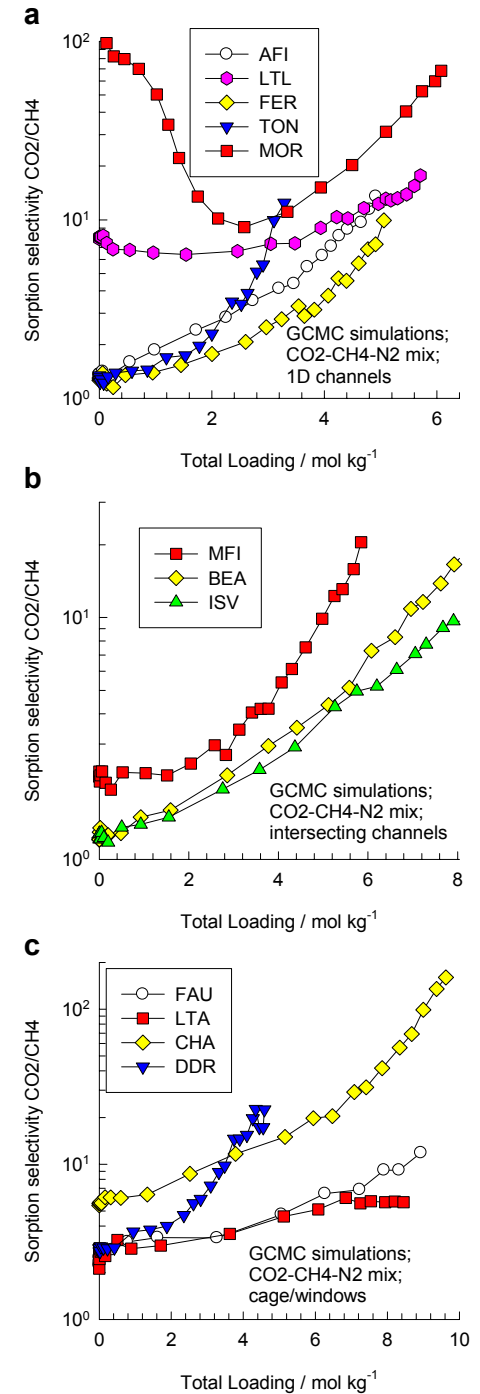 a
10²
10¹
10⁰
Sorption selectivity CO2/CH4
AFI
LTL
FER
TON
MOR
GCMC simulations;
CO2-CH4-N2 mix;
1D channels
0 2 4 6
Total Loading / mol kg⁻¹
b
10¹
10⁰
Sorption selectivity CO2/CH4
MFI
BEA
ISV
GCMC simulations;
CO2-CH4-N2 mix;
intersecting channels
0 2 4 6 8
Total Loading / mol kg⁻¹
c
10²
10¹
10⁰
Sorption selectivity CO2/CH4
FAU
LTA
CHA
DDR
GCMC simulations;
CO2-CH4-N2 mix;
cage/windows
0 2 4 6 8 10
Total Loading / mol kg⁻¹